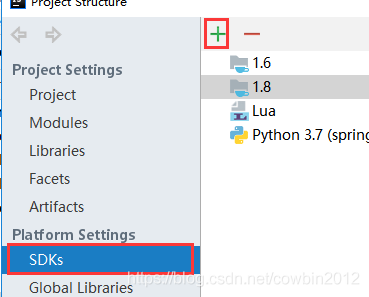 Project Structure
Project Settings
Project
Modules
Libraries
Facets
Artifacts
Platform Settings
SDKs
Global Libraries
1.6
1.8
Lua
Python 3.7 (spring
https://blog.csdn.net/cowbin2012